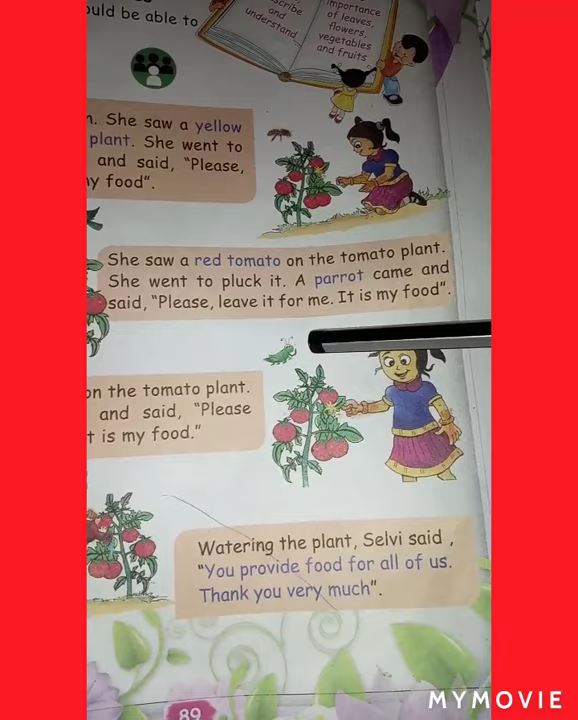 ould be able to
and
understand
importance
of leaves,
flowers,
vegetables
and fruits
She saw a yellow
plant. She went to
and said, “Please,
y food”.
She saw a red tomato on the tomato plant.
She went to pluck it. A parrot came and
said, “Please, leave it for me. It is my food”.
on the tomato plant.
and said, “Please
t is my food.”
Watering the plant, Selvi said ,
“You provide food for all of us.
Thank you very much”.
89
MYMOVIE